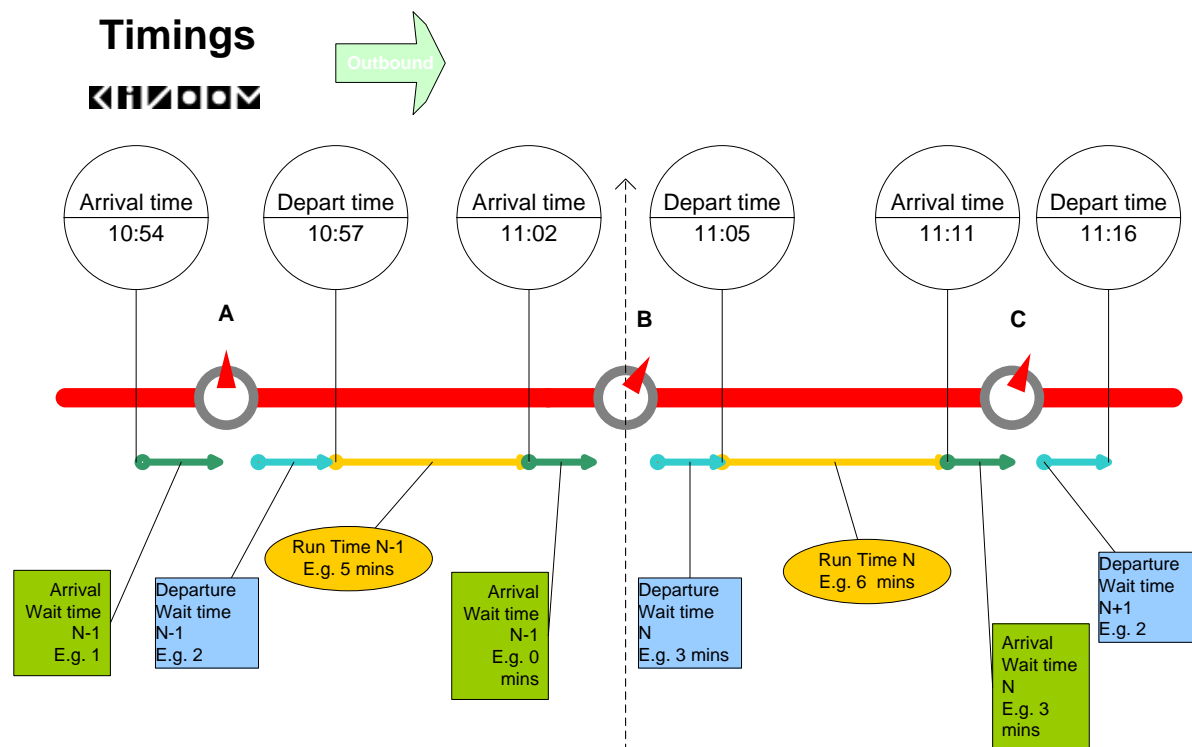 Timings
Outbound
KIZOOM
Arrival time
10:54
Depart time
10:57
Arrival time
11:02
Depart time
11:05
Arrival time
11:11
Depart time
11:16
A
B
C
Run Time N-1
E.g. 5 mins
Run Time N
E.g. 6 mins
Arrival
Wait time
N-1
E.g. 1
Departure
Wait time
N-1
E.g. 2
Arrival
Wait time
N-1
E.g. 0
mins
Departure
Wait time
N
E.g. 3 mins
Arrival
Wait time
N
E.g. 3
mins
Departure
Wait time
N+1
E.g. 2